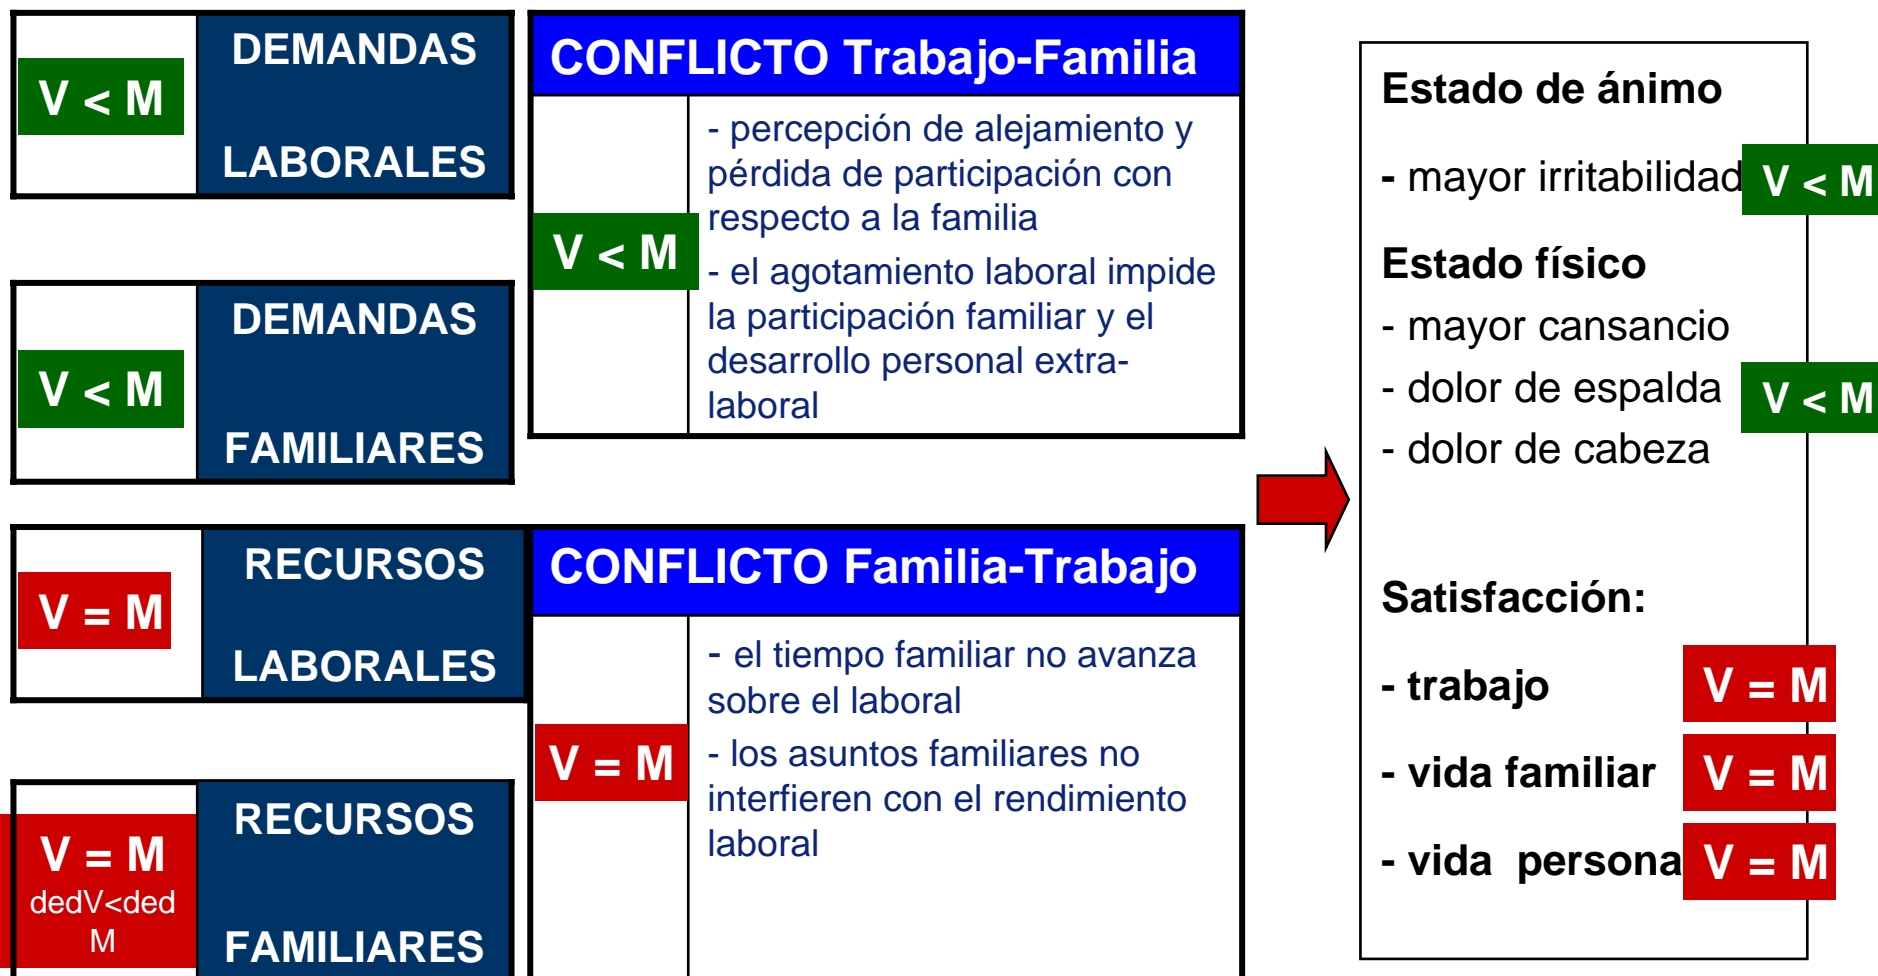 V < M
DEMANDAS
LABORALES
V < M
DEMANDAS
FAMILIARES
V = M
RECURSOS
LABORALES
V = M
dedV<ded
M
RECURSOS
FAMILIARES
CONFLICTO Trabajo-Familia
V < M
- percepción de alejamiento y
pérdida de participación con
respecto a la familia
- el agotamiento laboral impide
la participación familiar y el
desarrollo personal extra-
laboral
CONFLICTO Familia-Trabajo
V = M
- el tiempo familiar no avanza
sobre el laboral
- los asuntos familiares no
interfieren con el rendimiento
laboral
Estado de ánimo
- mayor irritabilidad V < M
Estado físico
- mayor cansancio
- dolor de espalda V < M
- dolor de cabeza
Satisfacción:
- trabajo V = M
- vida familiar V = M
- vida persona V = M